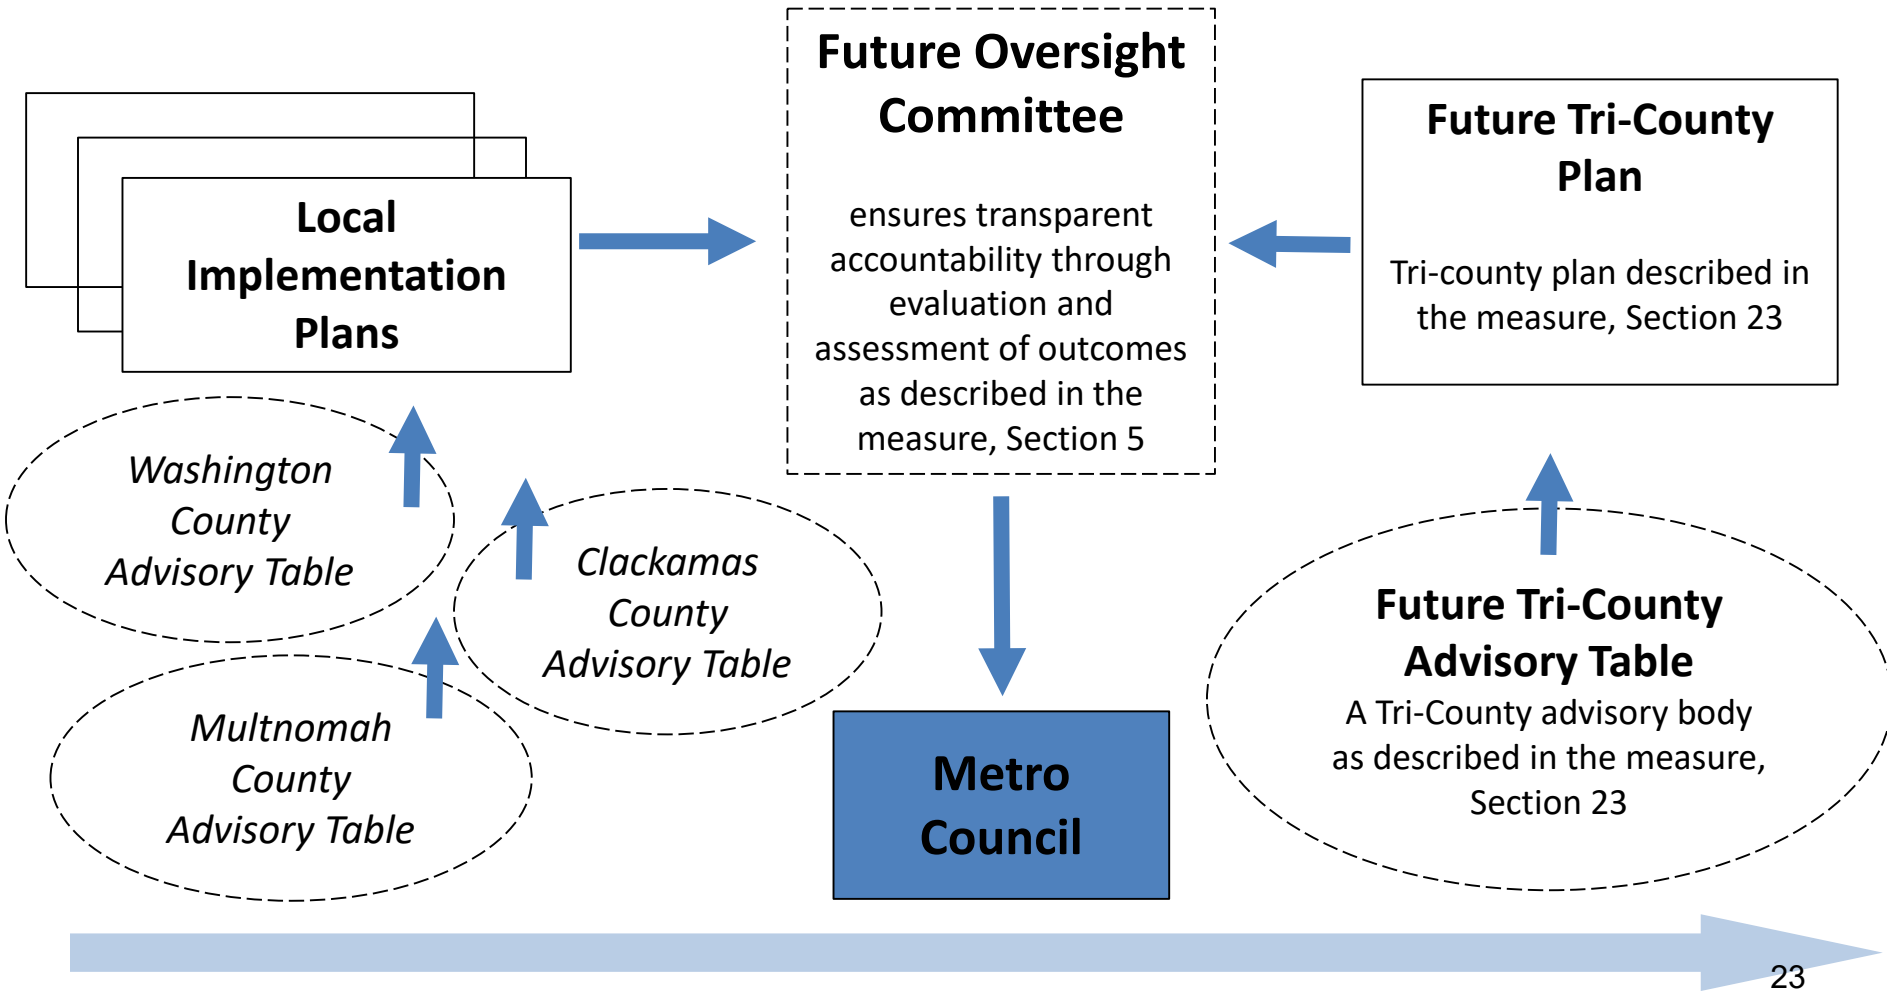 Future Oversight
Committee
ensures transparent
accountability through
evaluation and
assessment of outcomes
as described in the
measure, Section 5
Local
Implementation
Plans
Future Tri-County
Plan
Tri-county plan described in
the measure, Section 23
Washington
County
Advisory Table
Clackamas
County
Advisory Table
Multnomah
County
Advisory Table
Metro
Council
Future Tri-County
Advisory Table
A Tri-County advisory body
as described in the measure,
Section 23
23